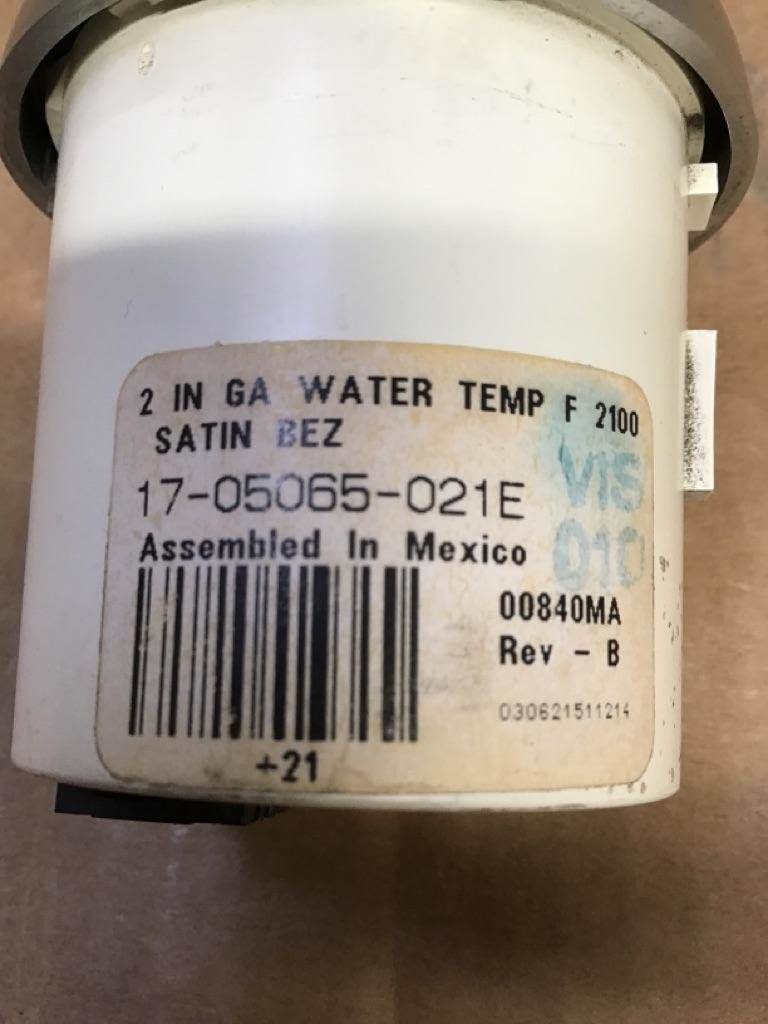 2 IN GA WATER TEMP F 2100
SATIN BEZ
17-05065-021E
VIS
010
Assembled In Mexico
00840MA
Rev - B
030621511214
+21